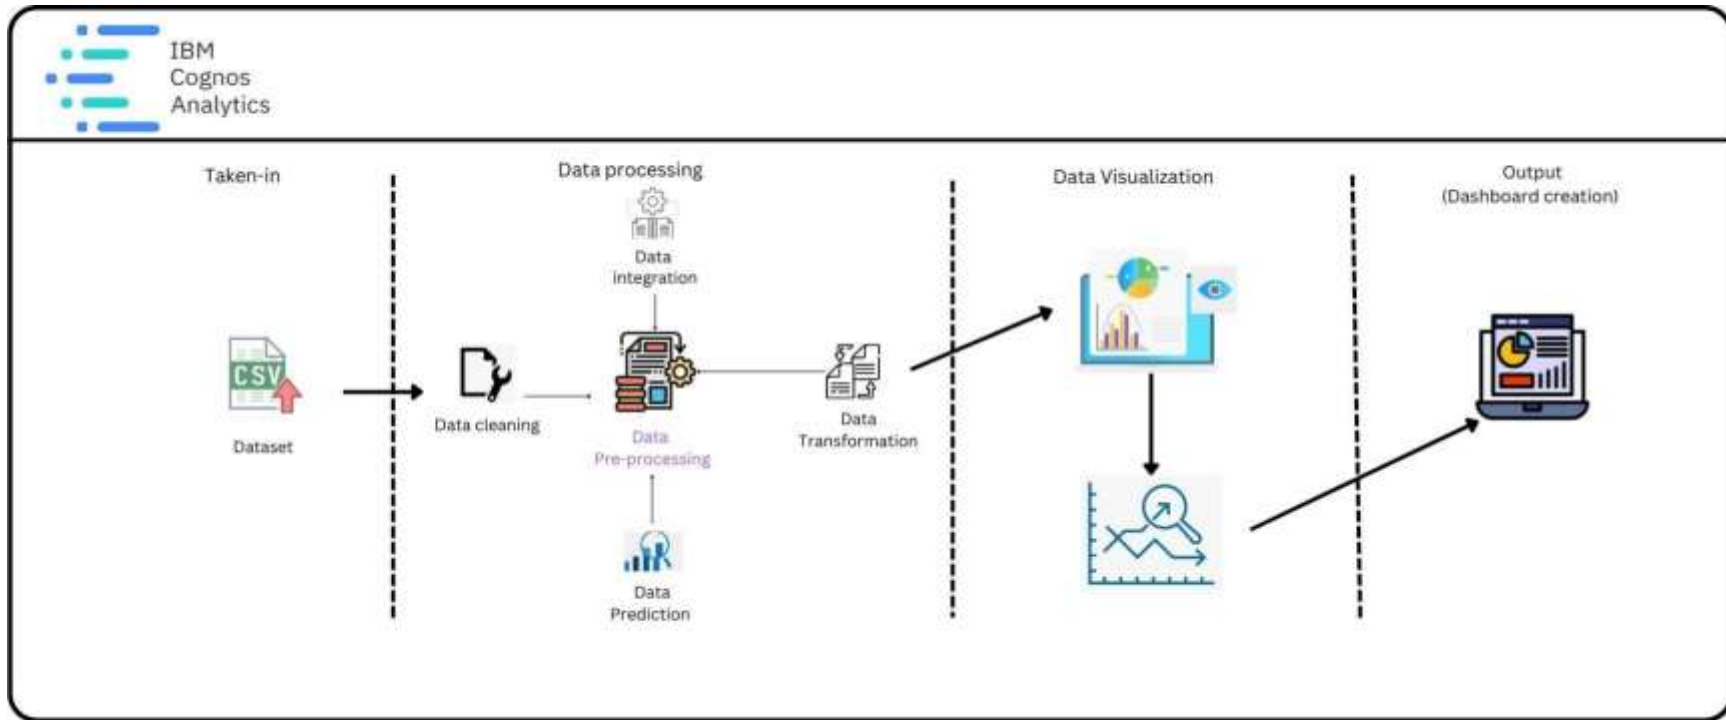 IBM
Cognos
Analytics
Taken-in
Data processing
Data Visualization
Output
(Dashboard creation)
Data
integration
CSV
Dataset
Data cleaning
Data
Pre-processing
Data
Transformation
Data
Prediction